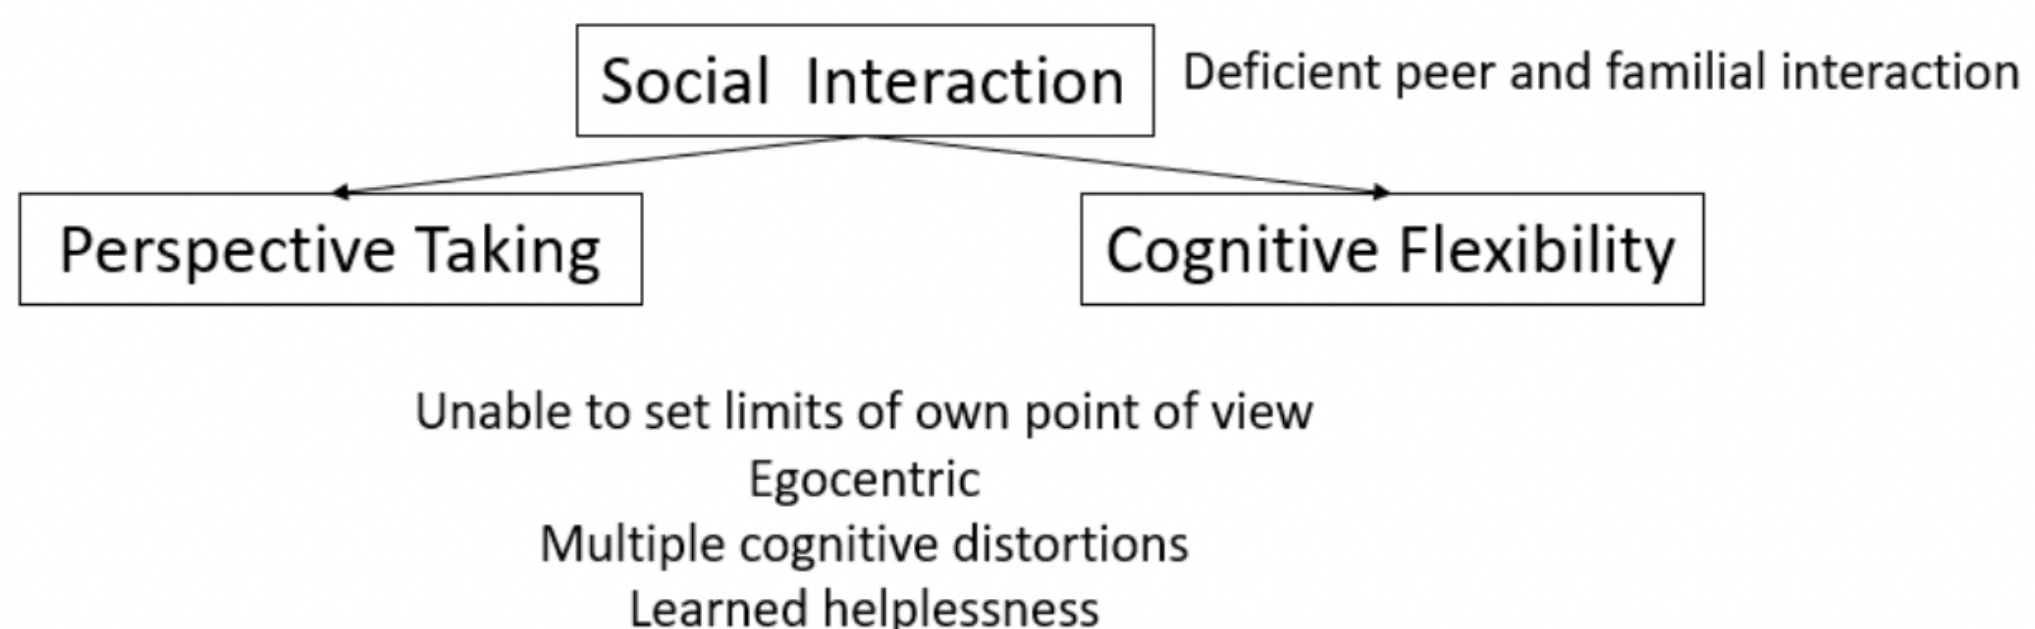 Social Interaction
Deficient peer and familial interaction
Perspective Taking
Cognitive Flexibility
Unable to set limits of own point of view
Egocentric
Multiple cognitive distortions
Learned helplessness